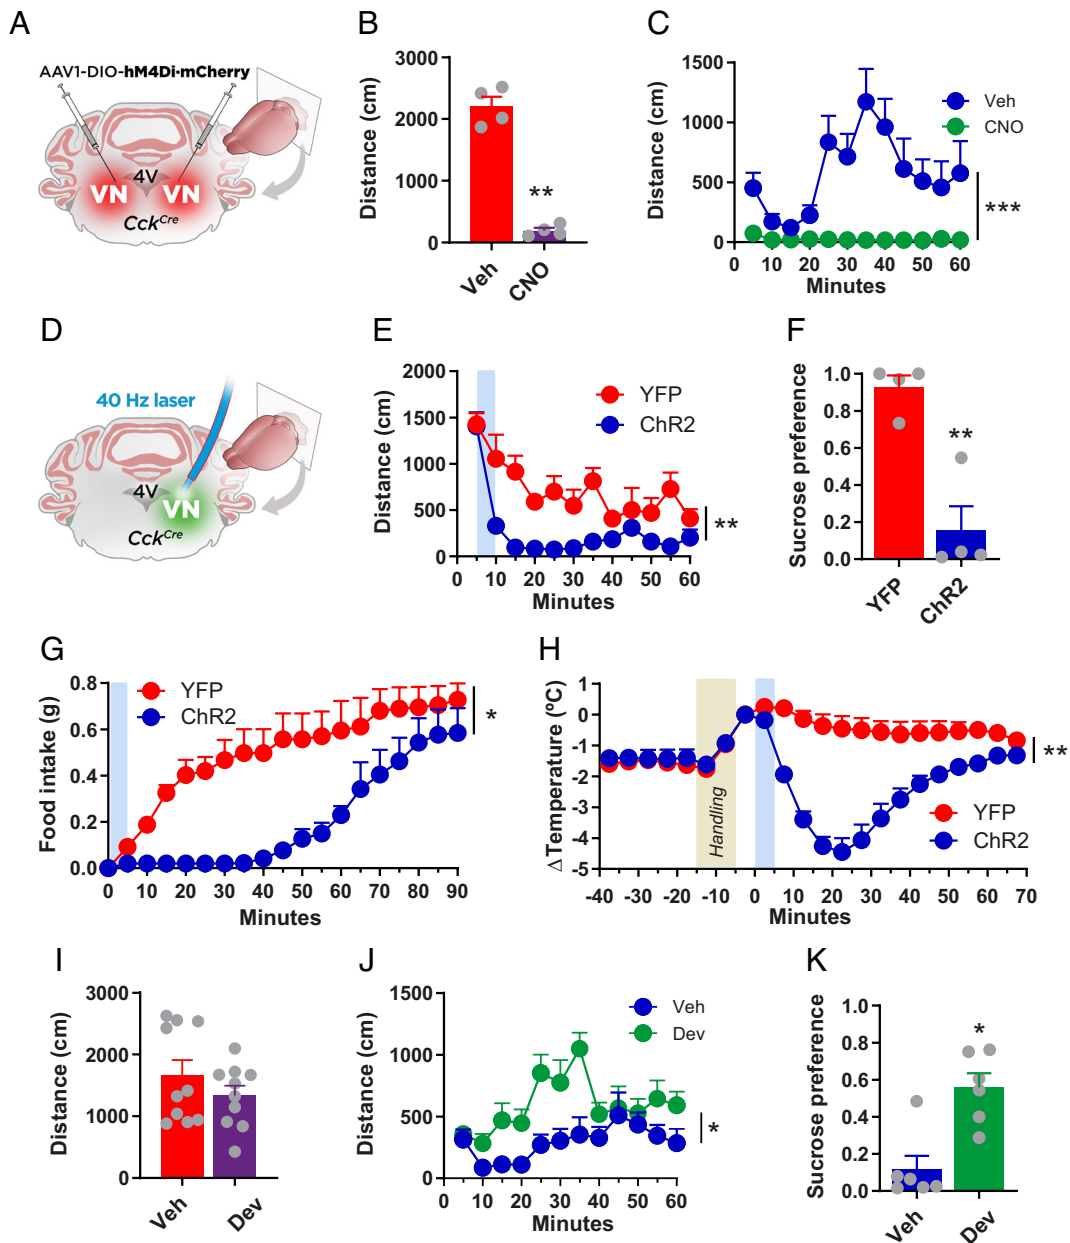 A
AAV1-DIO-hM4Di-mCherry
VN
4V
VN
CckCre
B
Distance (cm)
3000
2000
1000
0
**
Veh
CNO
C
Distance (cm)
1500
1000
500
0
Veh
CNO
***
0 10 20 30 40 50 60
Minutes
D
40 Hz laser
4V
VN
CckCre
E
Distance (cm)
2000
1500
1000
500
0
YFP
ChR2
**
0 10 20 30 40 50 60
Minutes
F
Sucrose preference
1.0
0.8
0.6
0.4
0.2
0.0
**
YFP
ChR2
G
Food intake (g)
0.8
0.6
0.4
0.2
0.0
YFP
ChR2
*
0 10 20 30 40 50 60 70 80 90
Minutes
H
ΔTemperature (ºC)
1
0
-1
-2
-3
-4
-5
Handling
YFP
ChR2
**
-40 -30 -20 -10 0 10 20 30 40 50 60 70
Minutes
I
Distance (cm)
3000
2000
1000
0
Veh
Dev
J
Distance (cm)
1500
1000
500
0
Veh
Dev
*
0 10 20 30 40 50 60
Minutes
K
Sucrose preference
1.0
0.8
0.6
0.4
0.2
0.0
*
Veh
Dev